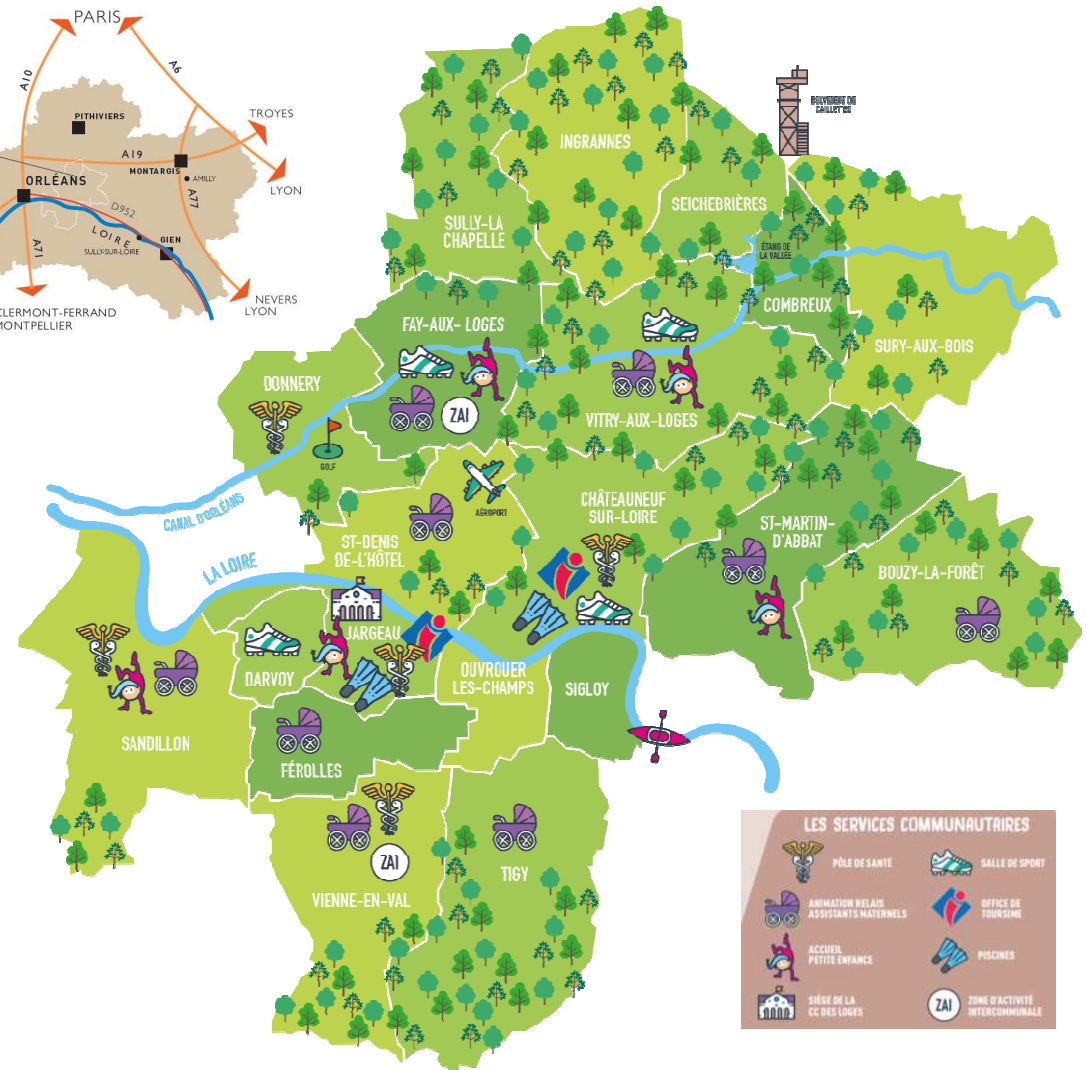 PARIS
A10
A6
PITHIVIERS
TROYES
A19
MONTARGIS
AMILLY
LYON
ORLÉANS
A77
D952
LOIRE
SULLY-SUR-LOIRE
GIEN
A71
NEVERS
LYON
CLERMONT-FERRAND
MONTPELLIER
BELVÉDÈRE DE
INGRANNES
SEICHEBRIÈRES
SULLY-LA
CHAPELLE
ÉTANG DE
LA VALLÉE
COMBREUX
FAY-AUX- LOGES
SURY-AUX-BOIS
DONNERY
ZAI
VITRY-AUX-LOGES
GOLF
CANAL D'ORLÉANS
AÉROPORT
CHÂTEAUNEUF
SUR-LOIRE
ST-MARTIN-
D'ABBAT
ST-DENIS
DE-L'HÔTEL
BOUZY-LA-FORÊT
LA LOIRE
JARGEAU
DARVOY
OUVROUER
LES-CHAMPS
SIGLOY
SANDILLON
FÉROLLES
ZAI
VIENNE-EN-VAL
TIGY
LES SERVICES COMMUNAUTAIRES
PÔLE DE SANTÉ
SALLE DE SPORT
ANIMATION RELAIS
ASSISTANTS MATERNELS
OFFICE DE
TOURSIME
ACCUEIL
PETITE ENFANCE
PISCINES
SIÈGE DE LA
CC DES LOGES
ZAI
ZONE D'ACTIVITÉ
INTERCOMMUNALE